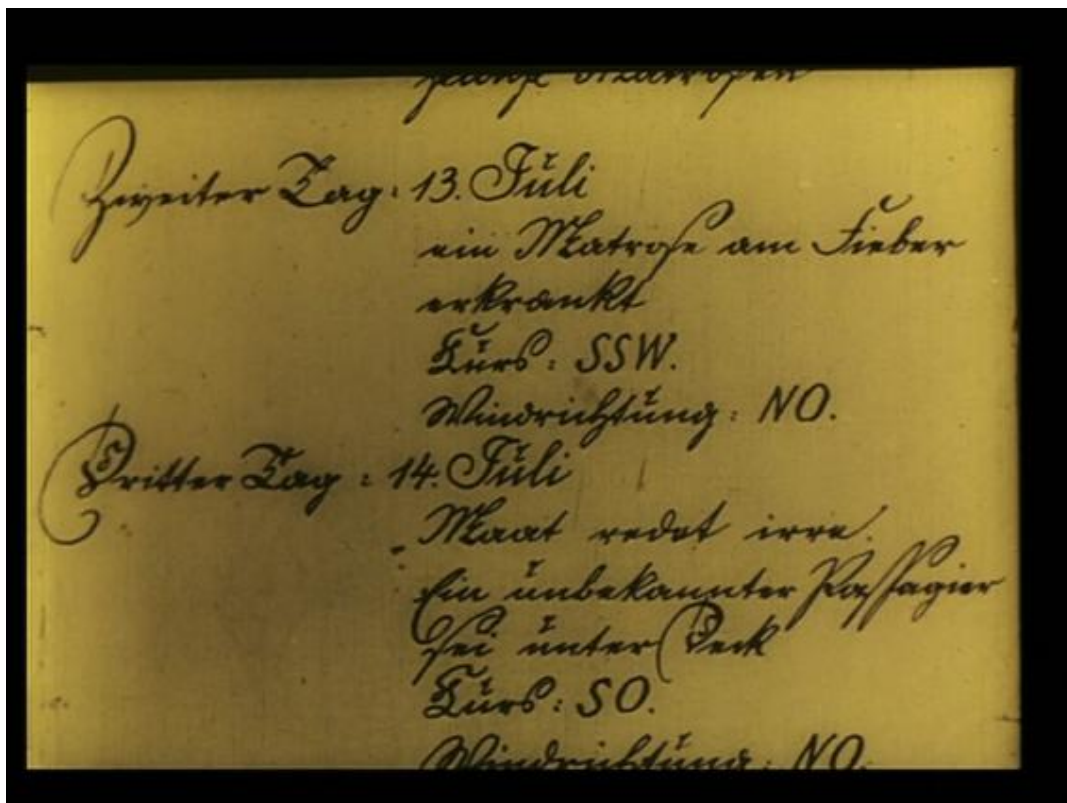 Matrosen
Zweiter Tag: 13. Juli
ein Matrose am Fieber
erkrankt
Kurs: SSW.
Windrichtung: NO.
Dritter Tag: 14. Juli
Maat redet irre.
Ein unbekannter Passagier
sei unter Deck
Kurs: SO.
Windrichtung: NO.